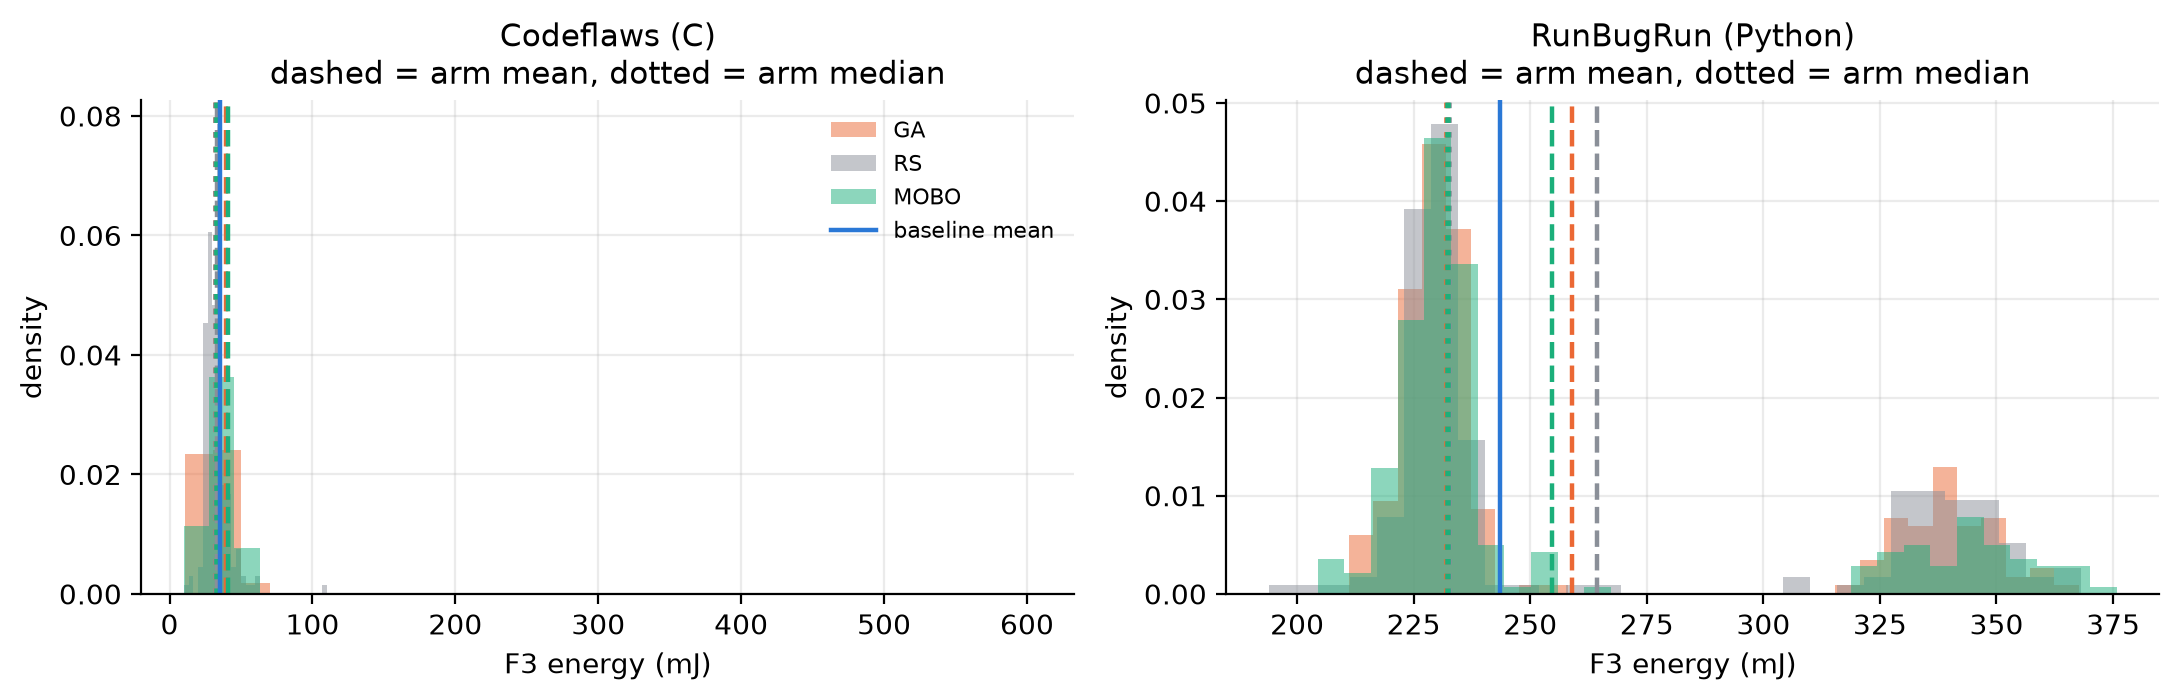 Codeflaws (C)
dashed = arm mean, dotted = arm median
0.08
0.06
0.04
0.02
0.00
density
0
100
200
300
400
500
600
F3 energy (mJ)
GA
RS
MOBO
baseline mean
RunBugRun (Python)
dashed = arm mean, dotted = arm median
0.05
0.04
0.03
0.02
0.01
0.00
density
200
225
250
275
300
325
350
375
F3 energy (mJ)